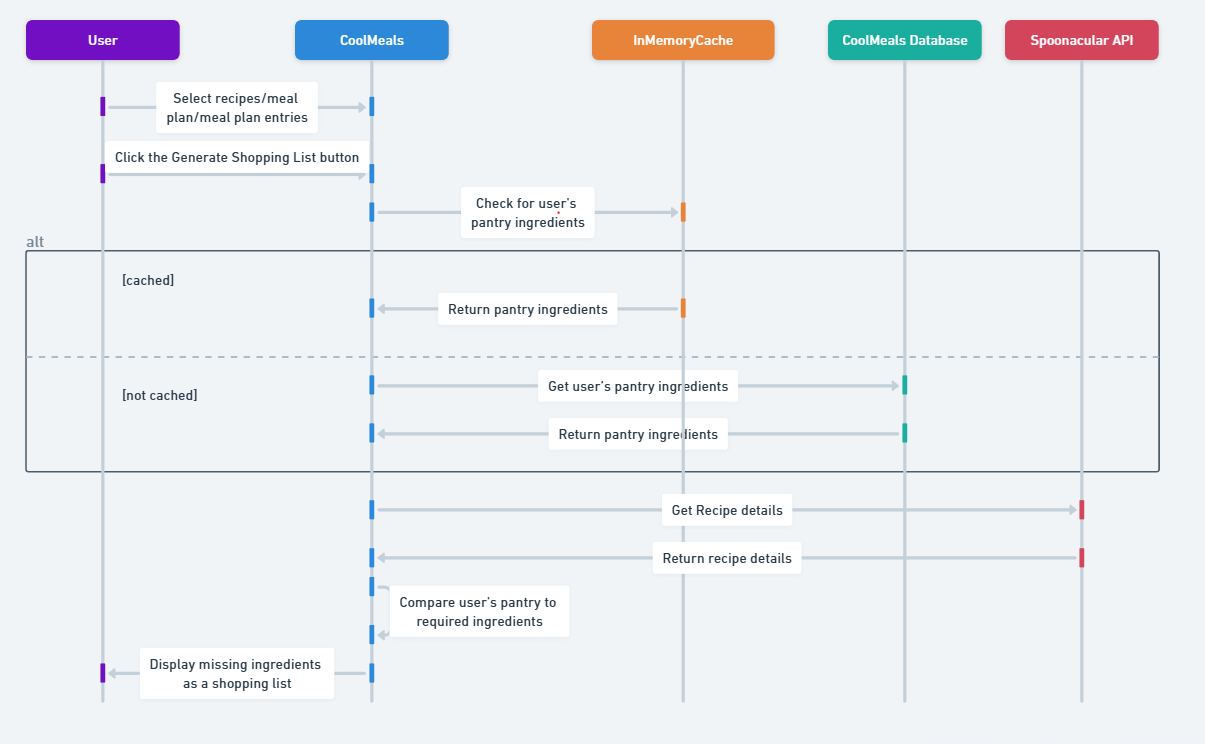 User
CoolMeals
InMemoryCache
CoolMeals Database
Spoonacular API
Select recipes/meal
plan/meal plan entries
Click the Generate Shopping List button
Check for user's
pantry ingredients
alt
[cached]
Return pantry ingredients
[not cached]
Get user's pantry ingredients
Return pantry ingredients
Get Recipe details
Return recipe details
Compare user's pantry to
required ingredients
Display missing ingredients
as a shopping list